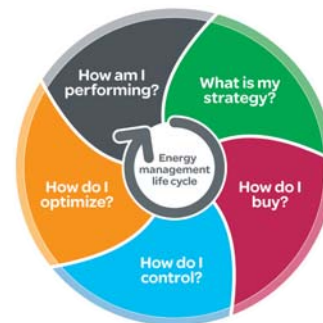 How am I
performing?
What is my
strategy?
How do I
buy?
How do I
control?
How do I
optimize?
Energy
management
life cycle